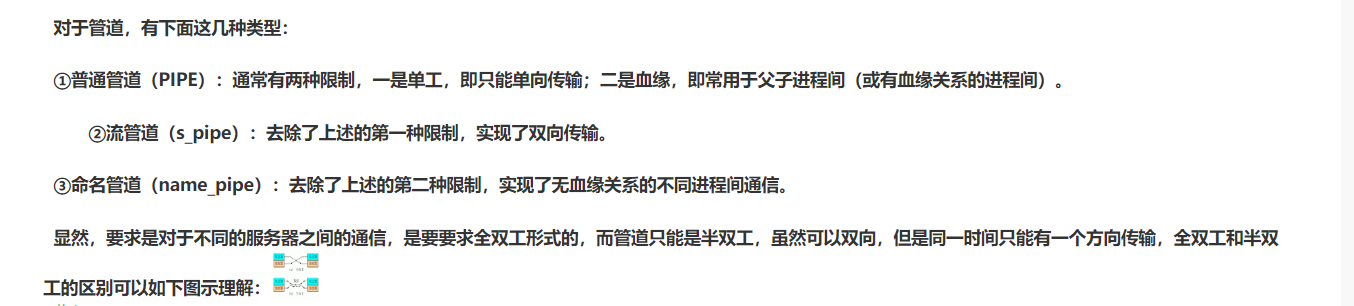 对于管道，有下面这几种类型：
①普通管道（PIPE）：通常有两种限制，一是单工，即只能单向传输；二是血缘，即常用于父子进程间（或有血缘关系的进程间）。
②流管道（s_pipe）：去除了上述的第一种限制，实现了双向传输。
③命名管道（name_pipe）：去除了上述的第二种限制，实现了无血缘关系的不同进程间通信。
显然，要求是对于不同的服务器之间的通信，是要要求全双工形式的，而管道只能是半双工，虽然可以双向，但是同一时间只能有一个方向传输，全双工和半双
工的区别可以如下图示理解：